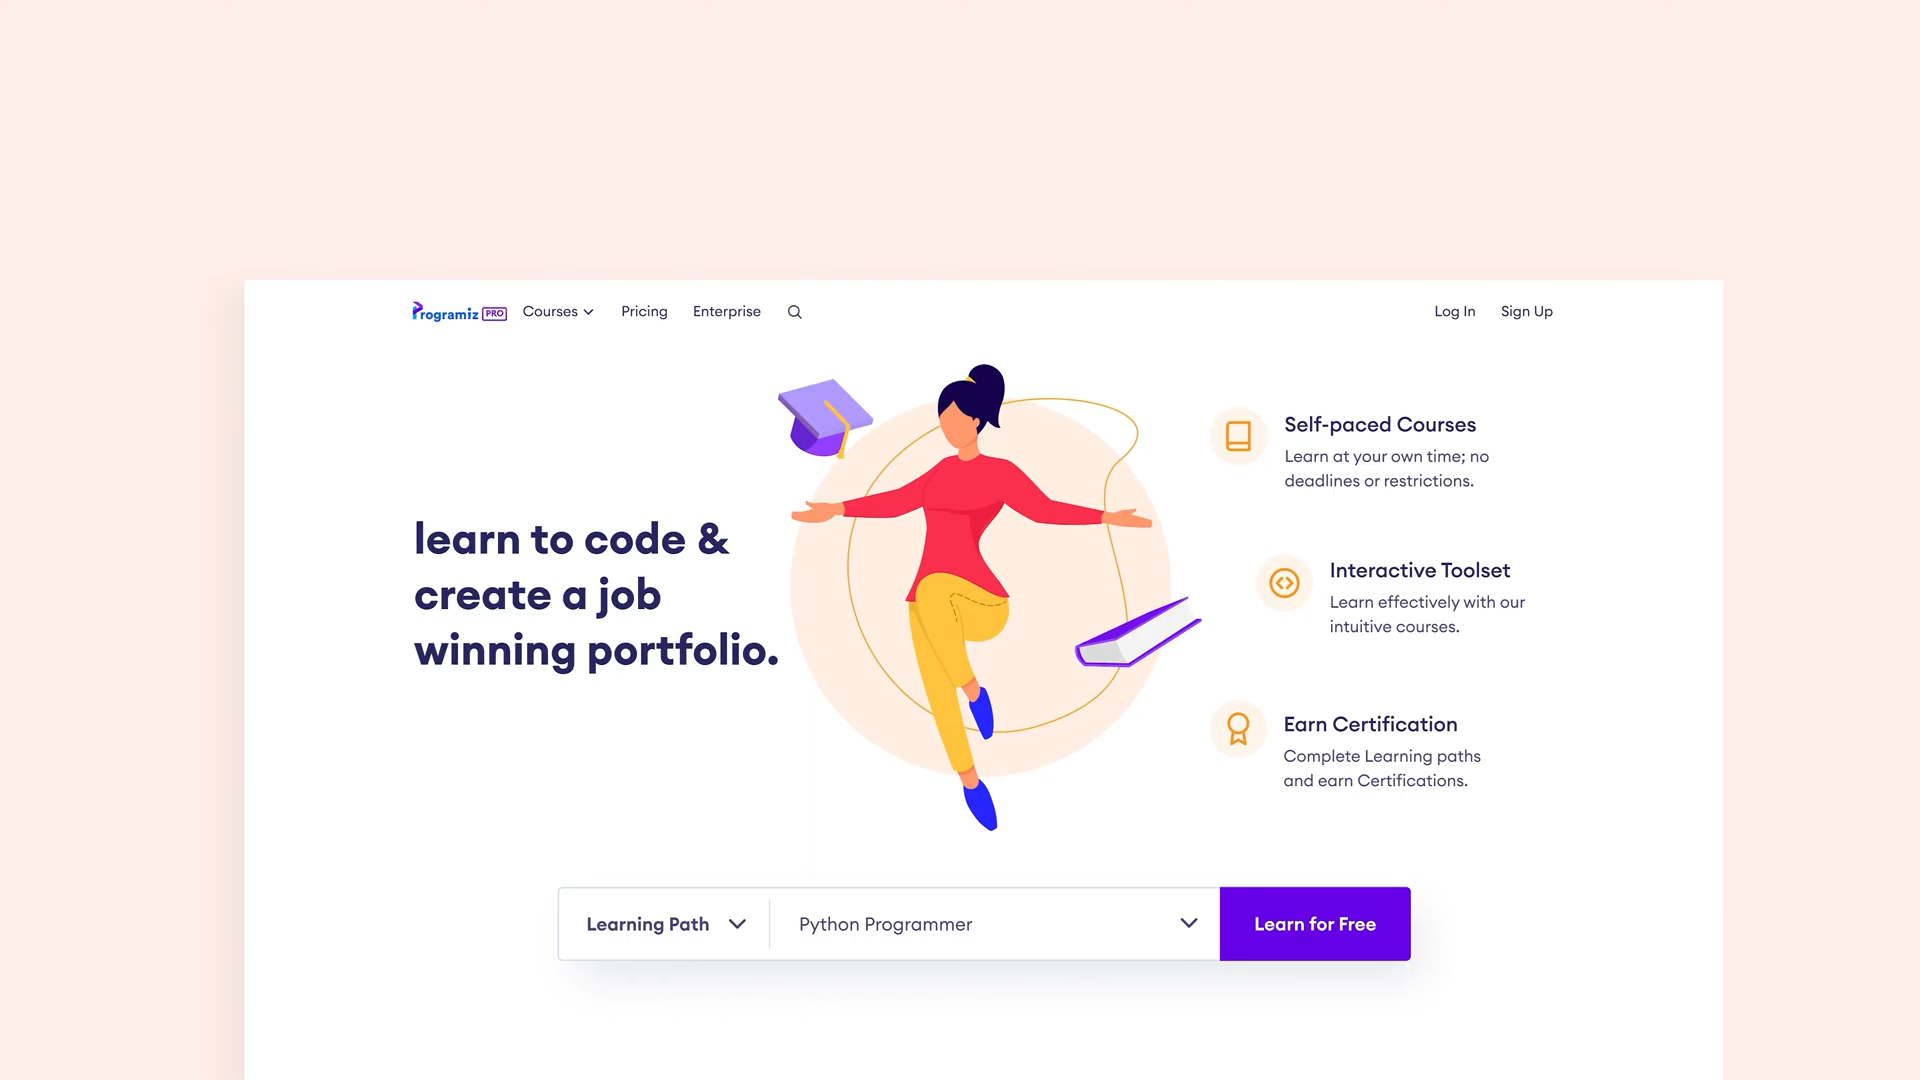 Programiz PRO Courses Pricing Enterprise Log In Sign Up
learn to code &
create a job
winning portfolio.
Self-paced Courses
Learn at your own time; no
deadlines or restrictions.
Interactive Toolset
Learn effectively with our
intuitive courses.
Earn Certification
Complete Learning paths
and earn Certifications.
Learning Path Python Programmer Learn for Free